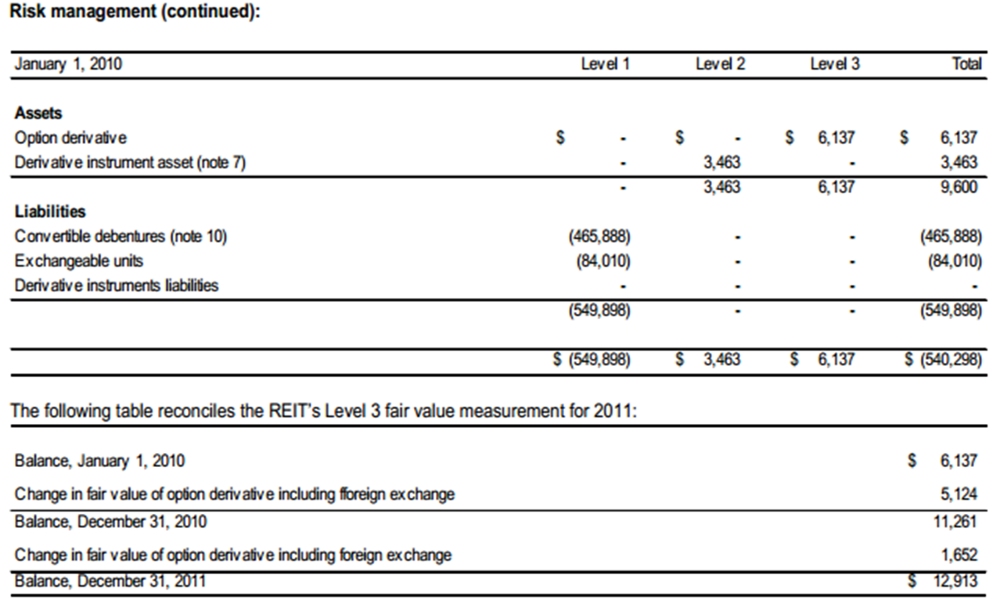 Risk management (continued):
January 1, 2010 Level 1 Level 2 Level 3 Total
Assets
Option derivative $ - $ - $ 6,137 $ 6,137
Derivative instrument asset (note 7) - 3,463 - 3,463
- 3,463 6,137 9,600
Liabilities
Convertible debentures (note 10) (465,888) - - (465,888)
Exchangeable units (84,010) - - (84,010)
Derivative instruments liabilities - - - -
(549,898) - - (549,898)
$ (549,898) $ 3,463 $ 6,137 $ (540,298)
The following table reconciles the REIT's Level 3 fair value measurement for 2011:
Balance, January 1, 2010 $ 6,137
Change in fair value of option derivative including fforeign exchange 5,124
Balance, December 31, 2010 11,261
Change in fair value of option derivative including foreign exchange 1,652
Balance, December 31, 2011 $ 12,913